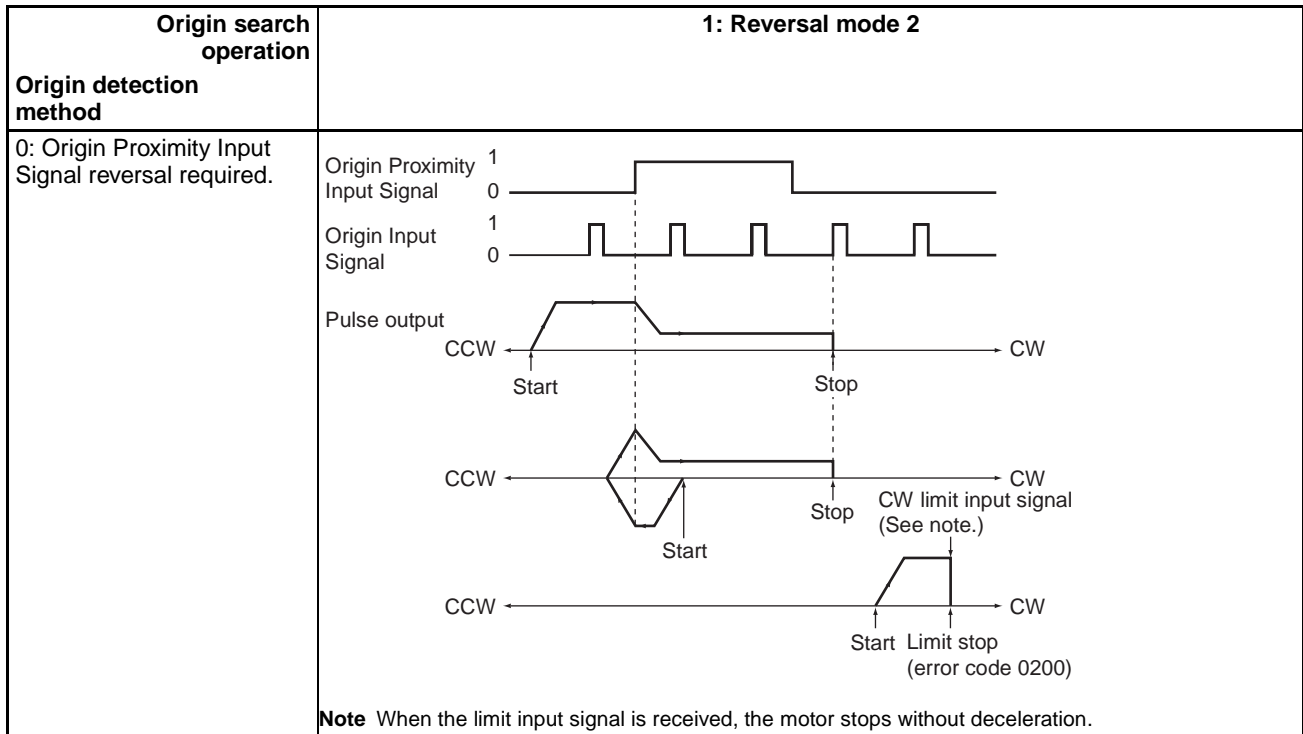 Origin search
operation
Origin detection
method
1: Reversal mode 2
0: Origin Proximity Input
Signal reversal required.
Origin Proximity
Input Signal
1
0
Origin Input
Signal
1
0
Pulse output
CCW
CW
Start
Stop
CCW
CW
Stop
Start
CW limit input signal
(See note.)
CCW
CW
Start
Limit stop
(error code 0200)
Note When the limit input signal is received, the motor stops without deceleration.